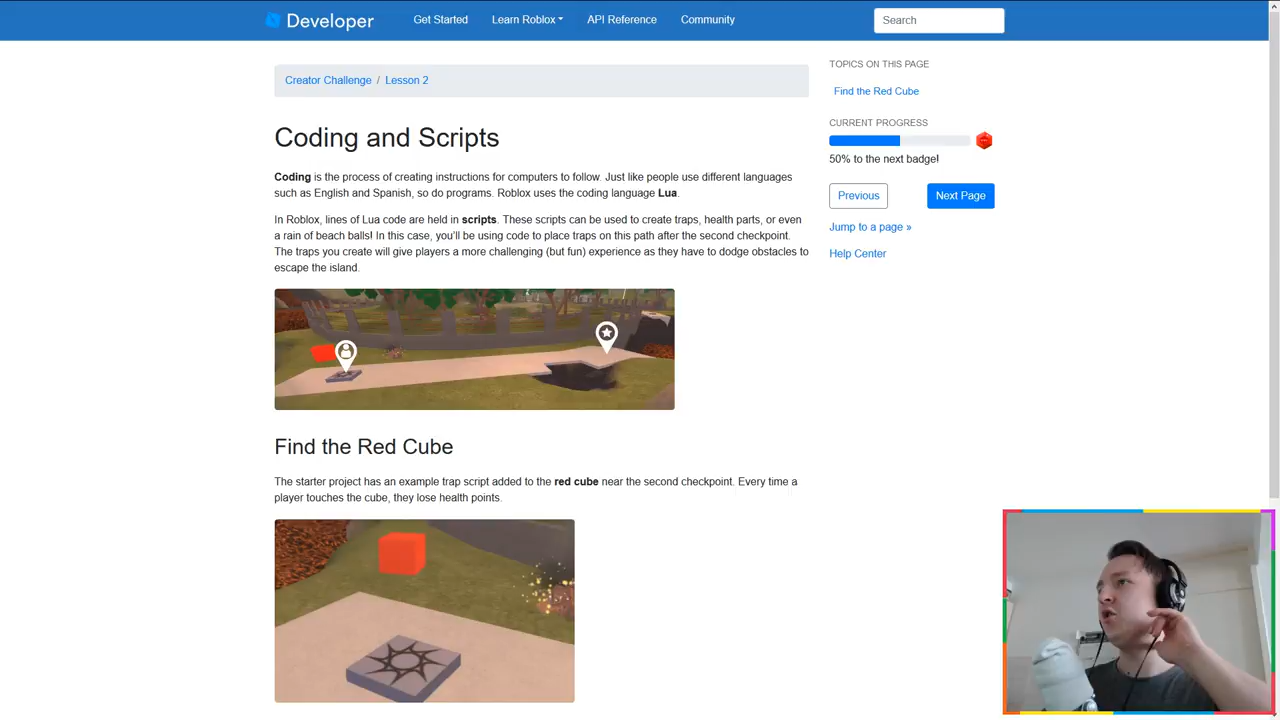 Developer
Get Started
Learn Roblox
API Reference
Community
Search
Creator Challenge / Lesson 2
Coding and Scripts
Coding is the process of creating instructions for computers to follow. Just like people use different languages
such as English and Spanish, so do programs. Roblox uses the coding language Lua.
In Roblox, lines of Lua code are held in scripts. These scripts can be used to create traps, health parts, or even
a rain of beach balls! In this case, you'll be using code to place traps on this path after the second checkpoint.
The traps you create will give players a more challenging (but fun) experience as they have to dodge obstacles to
escape the island.
Find the Red Cube
The starter project has an example trap script added to the red cube near the second checkpoint. Every time a
player touches the cube, they lose health points.
TOPICS ON THIS PAGE
Find the Red Cube
CURRENT PROGRESS
50% to the next badge!
Previous
Next Page
Jump to a page »
Help Center